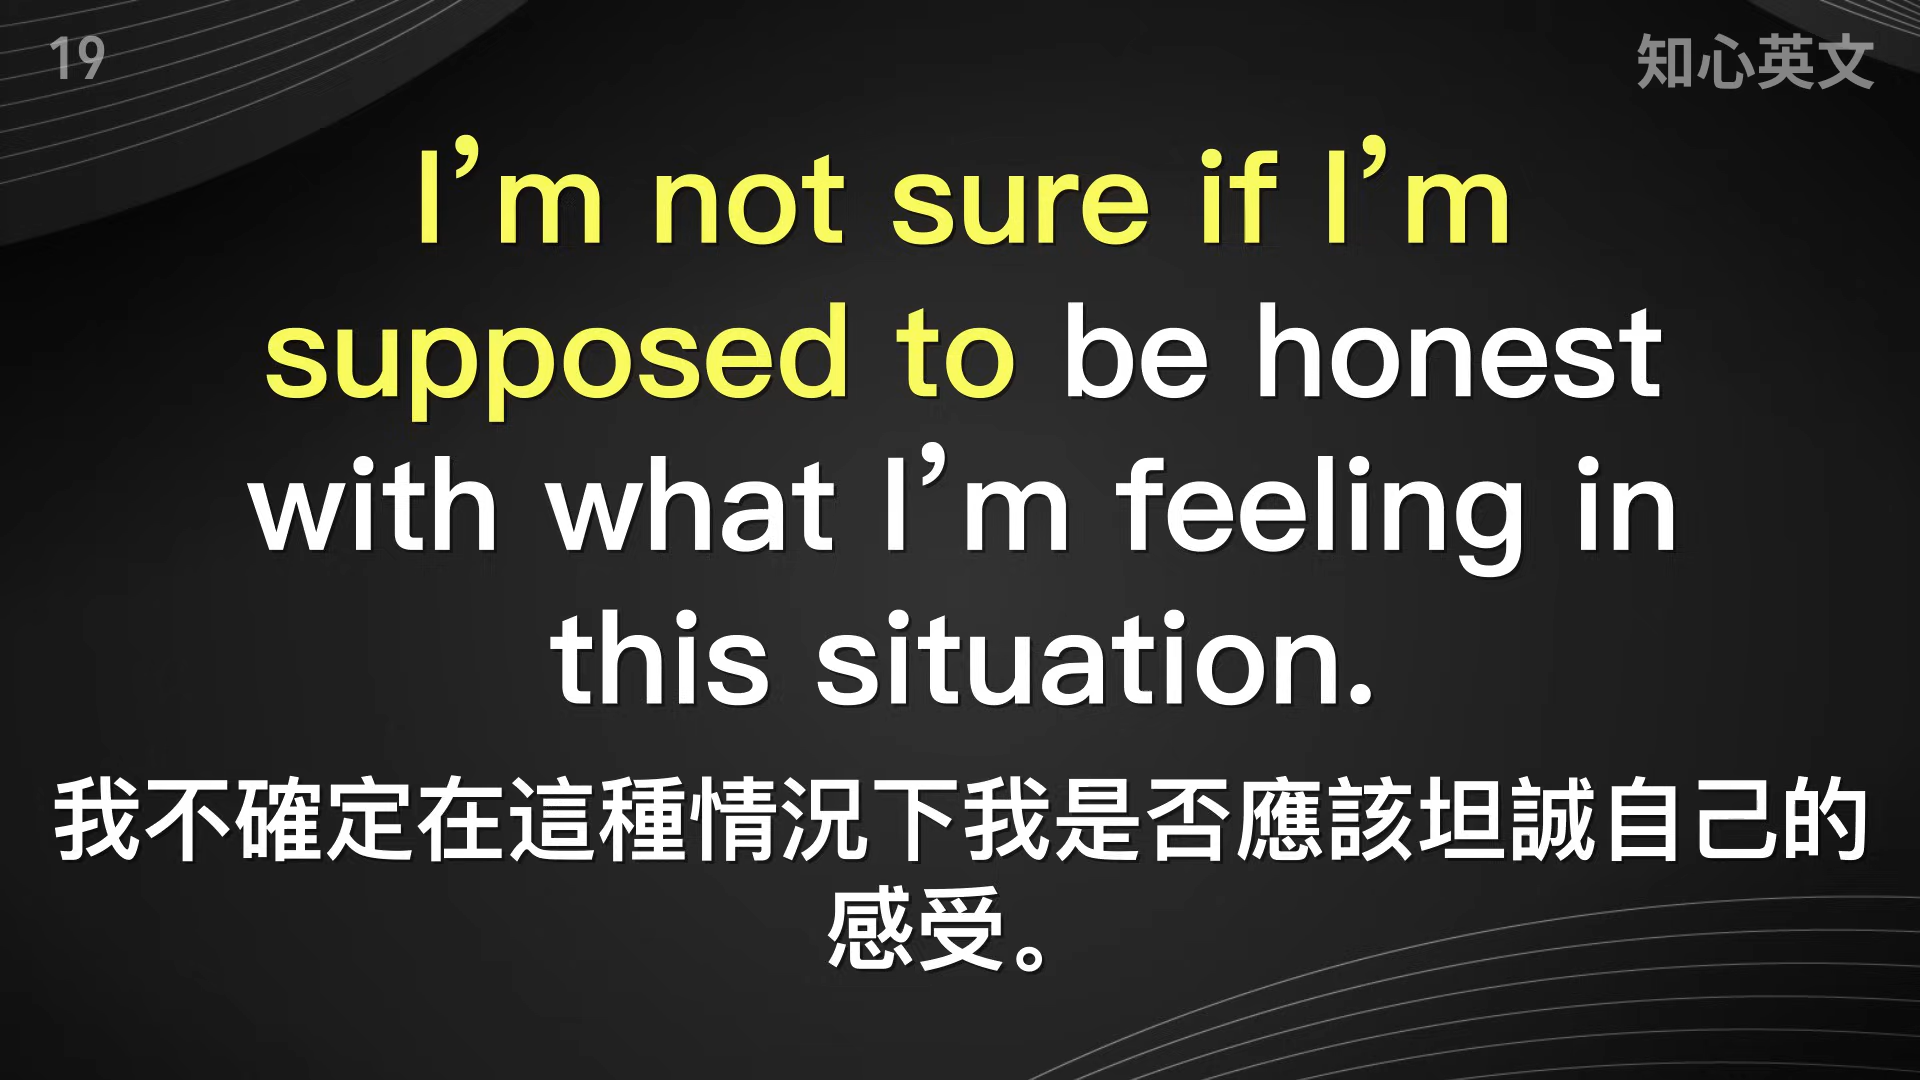 19
知心英文
I’m not sure if I’m
supposed to be honest
with what I’m feeling in
this situation.
我不確定在這種情況下我是否應該坦誠自己的
感受。